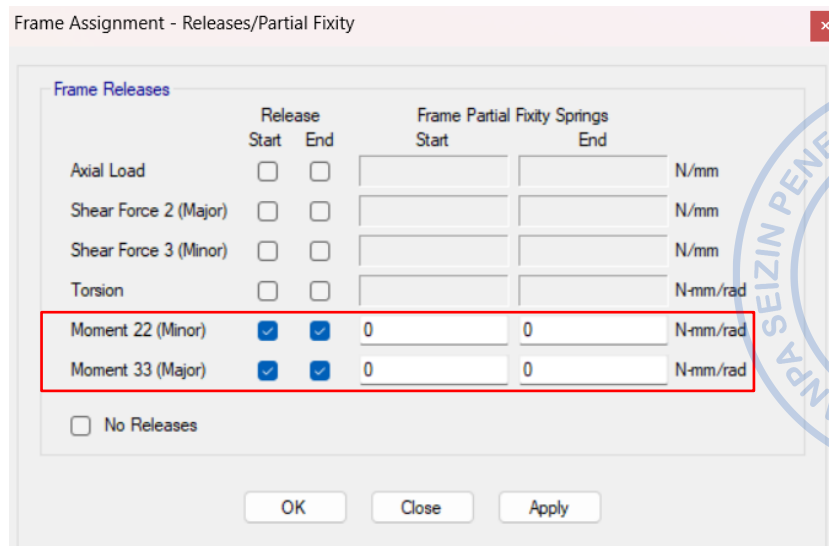 Frame Assignment - Releases/Partial Fixity
Frame Releases
Release Frame Partial Fixity Springs
Start End Start End
Axial Load N/mm
Shear Force 2 (Major) N/mm
Shear Force 3 (Minor) N/mm
Torsion N-mm/rad
Moment 22 (Minor) 0 0 N-mm/rad
Moment 33 (Major) 0 0 N-mm/rad
No Releases
OK Close Apply
SEIZIN